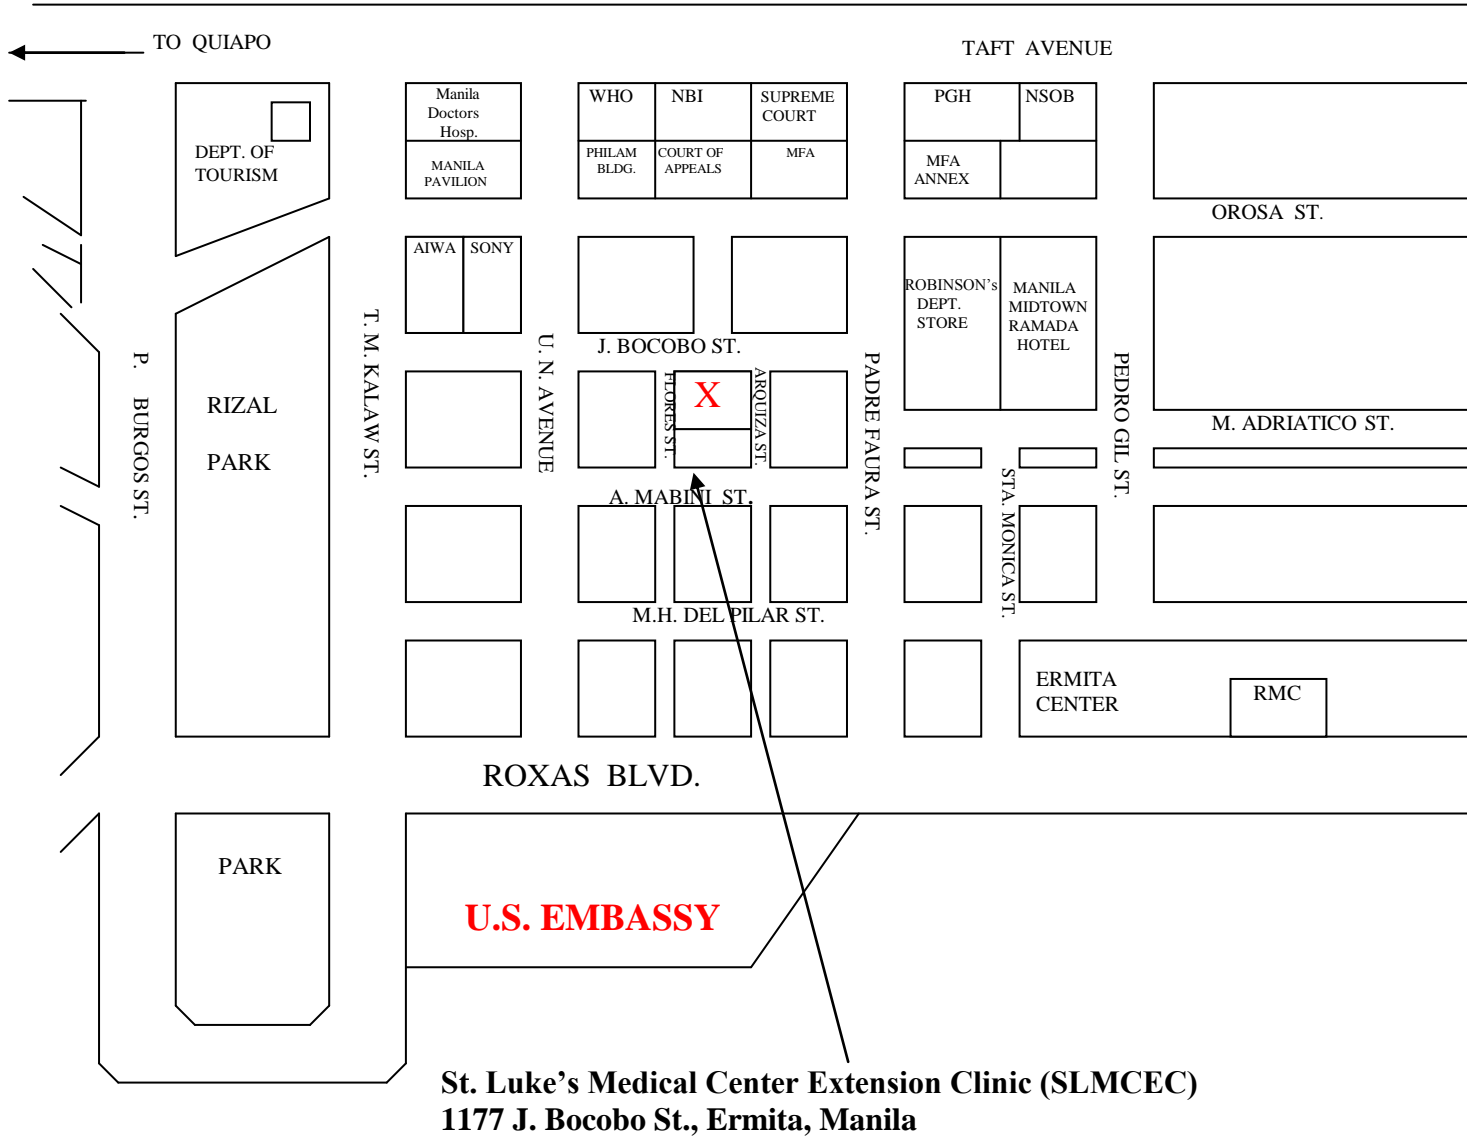 TO QUIAPO
TAFT AVENUE
Manila
Doctors
Hosp.
WHO
NBI
SUPREME
COURT
PGH
NSOB
DEPT. OF
TOURISM
MANILA
PAVILION
PHILAM
BLDG.
COURT OF
APPEALS
MFA
MFA
ANNEX
OROSA ST.
AIWA
SONY
ROBINSON's
DEPT.
STORE
MANILA
MIDTOWN
RAMADA
HOTEL
J. BOCOBO ST.
P. BURGOS ST.
RIZAL
PARK
T. M. KALAW ST.
U. N. AVENUE
FLORES ST.
X
ARQUIZA ST.
PADRE FAURA ST.
PEDRO GIL ST.
M. ADRIATICO ST.
STA. MONICA ST.
A. MABINI ST.
M.H. DEL PILAR ST.
ERMITA
CENTER
RMC
ROXAS BLVD.
PARK
U.S. EMBASSY
St. Luke's Medical Center Extension Clinic (SLMCEC)
1177 J. Bocobo St., Ermita, Manila